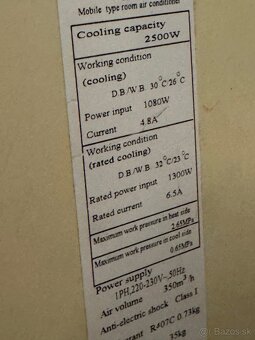 Mobile type room air conditioner
Cooling capacity
2500W
Working condition
(cooling)
D.B/W.B 30°C/26°C
Power input 1080W
Current 4.8A
Working condition
(rated cooling)
D.B/W.B 32°C/23°C
Rated power input 1300W
Rated current 6.5A
Maximum work pressure in heat side
2.65MPa
Maximum work pressure in cool side
0.65MPa
Power supply
1PH,220-230V~,50Hz
Air volume 350m³/h
Anti-electric shock Class I
R407C 0.73kg
35kg
Bazos.sk